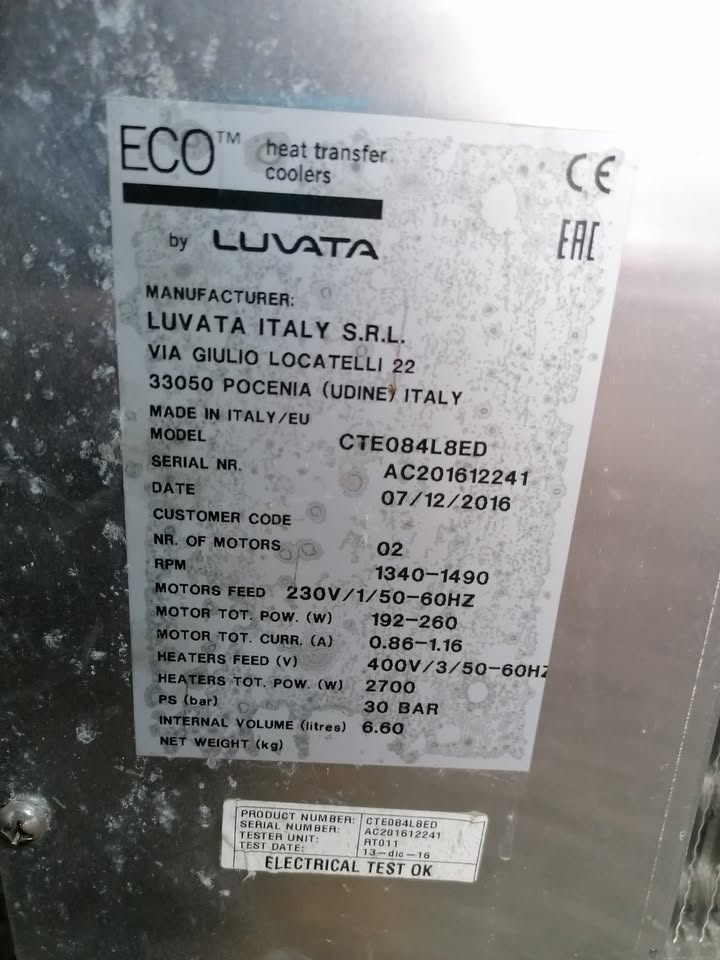 ECO™ heat transfer coolers
CE
by LUVATA
EAC
MANUFACTURER:
LUVATA ITALY S.R.L.
VIA GIULIO LOCATELLI 22
33050 POCENIA (UDINE) ITALY
MADE IN ITALY/EU
MODEL CTE084L8ED
SERIAL NR. AC201612241
DATE 07/12/2016
CUSTOMER CODE
NR. OF MOTORS 02
RPM 1340-1490
MOTORS FEED 230V/1/50-60HZ
MOTOR TOT. POW. (W) 192-260
MOTOR TOT. CURR. (A) 0.86-1.16
HEATERS FEED (V) 400V/3/50-60HZ
HEATERS TOT. POW. (W) 2700
PS (bar) 30 BAR
INTERNAL VOLUME (litres) 6.60
NET WEIGHT (kg)
PRODUCT NUMBER: CTE084L8ED
SERIAL NUMBER: AC201612241
TESTER UNIT: RT011
TEST DATE: 13-dic-16
ELECTRICAL TEST OK